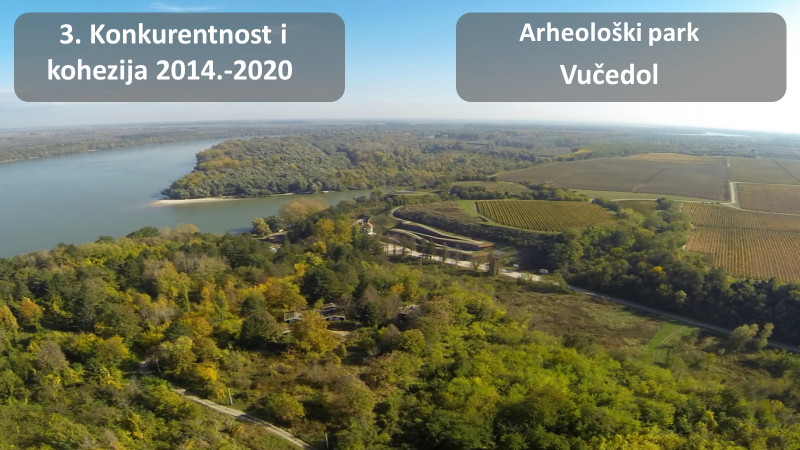 3. Konkurentnost i
kohezija 2014.-2020
Arheološki park
Vučedol